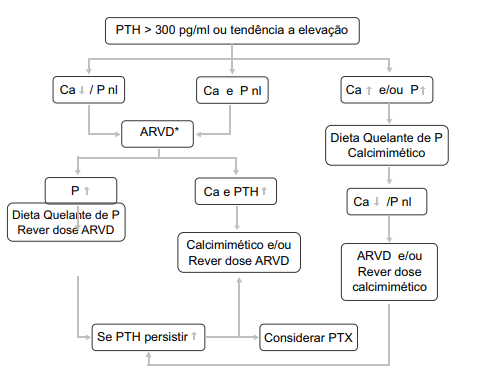 PTH > 300 pg/ml ou tendência a elevação
Ca ↓ / P nl
Ca e P nl
Ca ↑ e/ou P↑
ARVD*
Dieta Quelante de P
Calcimimético
P ↑
Ca e PTH↑
Ca ↓ /P nl
Dieta Quelante de P
Rever dose ARVD
Calcimimético e/ou
Rever dose ARVD
ARVD e/ou
Rever dose
calcimimético
Se PTH persistir ↑
Considerar PTX